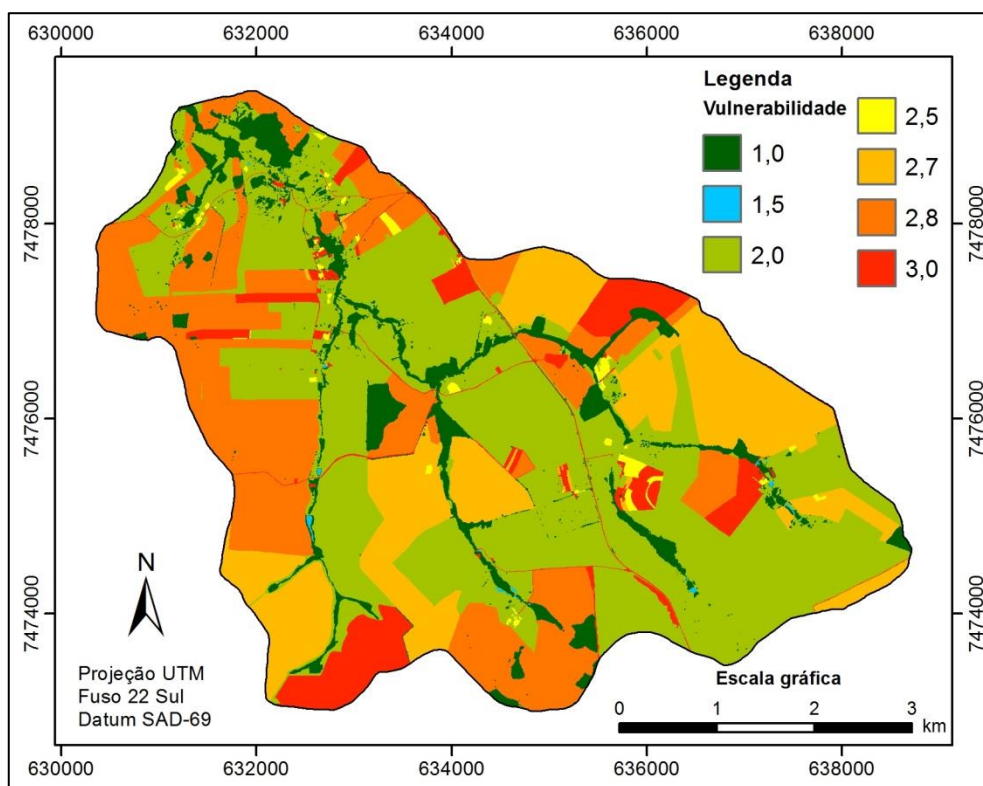 630000 632000 634000 636000 638000
Legenda
Vulnerabilidade
1,0
1,5
2,0
2,5
2,7
2,8
3,0
7478000 7478000
7476000 7476000
7474000 7474000
N
Projeção UTM
Fuso 22 Sul
Datum SAD-69
Escala gráfica
0 1 2 3
km
630000 632000 634000 636000 638000